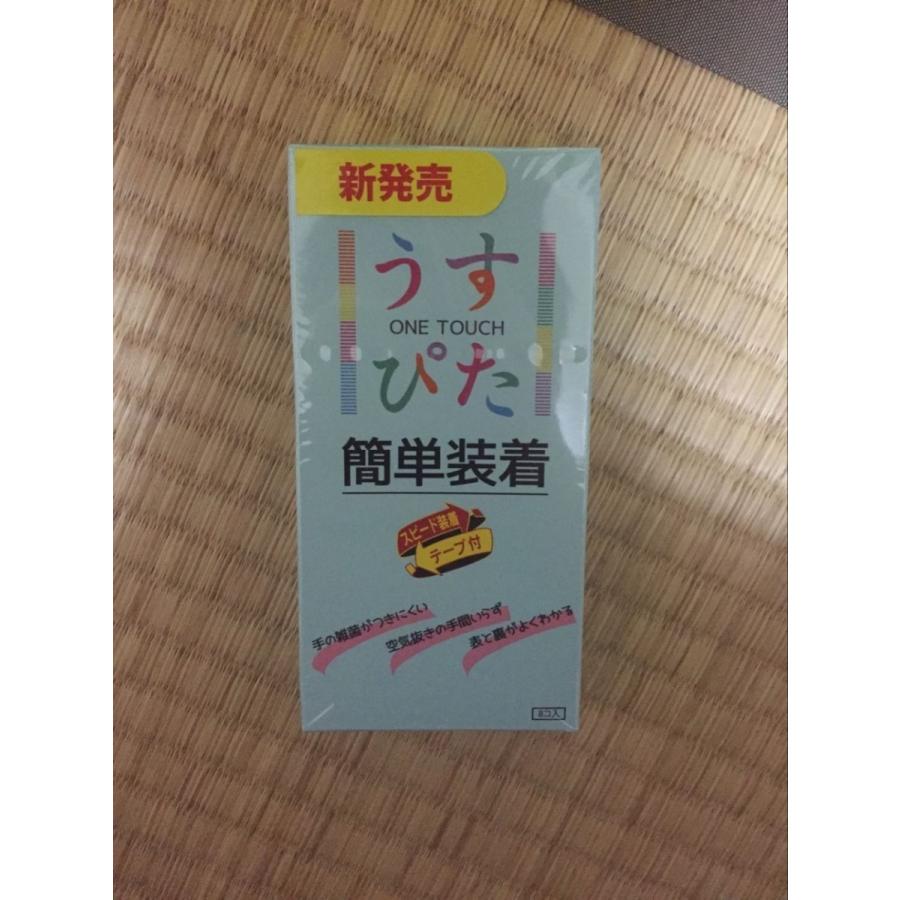 新発売
うす
ONE TOUCH
ぴた
簡単装着
スピード装着
テープ付
手の雑菌がつきにくい
空気抜きの手間いらず
表と裏がよくわかる
8コ入